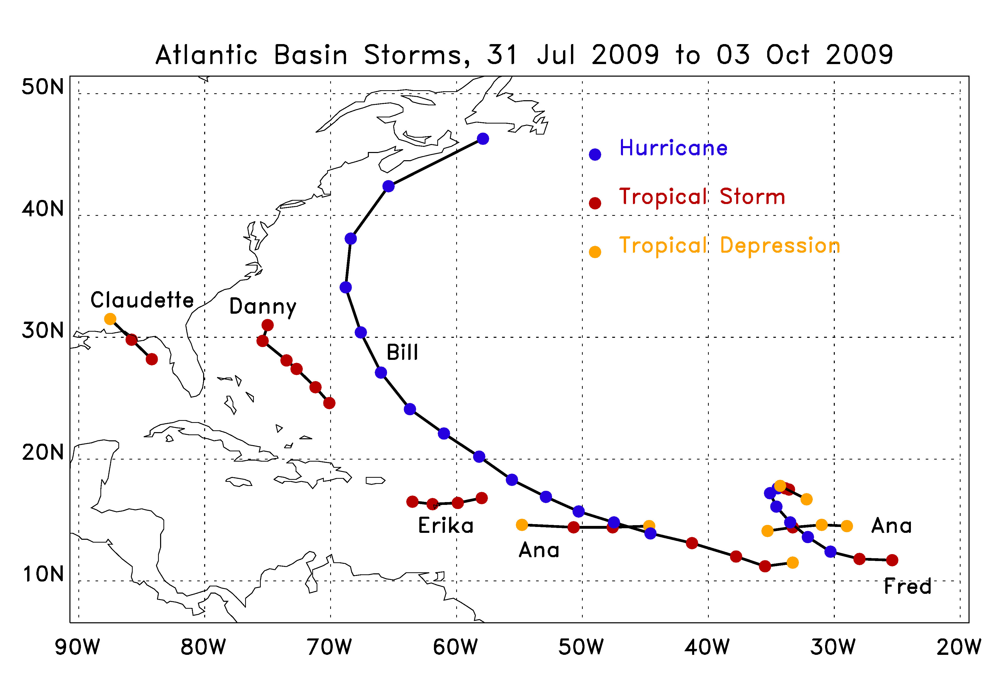 Atlantic Basin Storms, 31 Jul 2009 to 03 Oct 2009
50N
Hurricane
40N
Tropical Storm
Tropical Depression
Claudette
Danny
30N
Bill
20N
Erika
Ana
Ana
10N
Fred
90W 80W 70W 60W 50W 40W 30W 20W